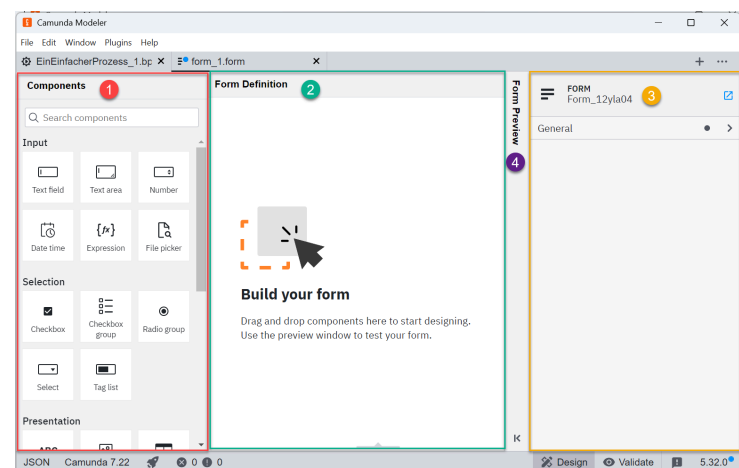 Camunda Modeler
File Edit Window Plugins Help
EinEinfacherProzess_1.bp
form_1.form
Components 1
Search components
Input
Text field Text area Number
Date time Expression File picker
Selection
Checkbox Checkbox group Radio group
Select Tag list
Presentation
Form Definition 2
Build your form
Drag and drop components here to start designing.
Use the preview window to test your form.
Form Preview
4
FORM
Form_12yla04 3
General
JSON Camunda 7.22 0 0 Design Validate 5.32.0